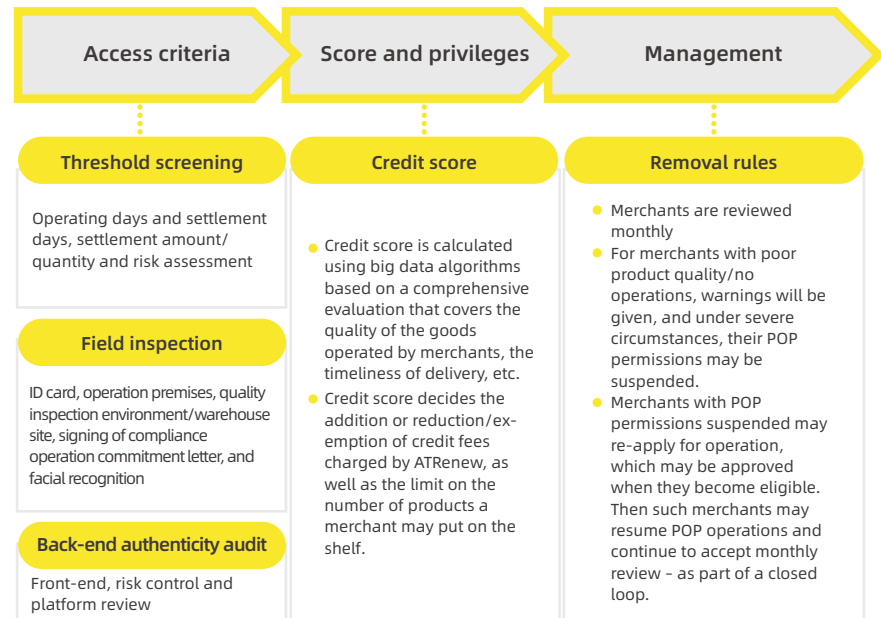 Access criteria
Score and privileges
Management
Threshold screening
Operating days and settlement
days, settlement amount/
quantity and risk assessment
Field inspection
ID card, operation premises, quality
inspection environment/warehouse
site, signing of compliance
operation commitment letter, and
facial recognition
Back-end authenticity audit
Front-end, risk control and
platform review
Credit score
Credit score is calculated
using big data algorithms
based on a comprehensive
evaluation that covers the
quality of the goods
operated by merchants, the
timeliness of delivery, etc.
Credit score decides the
addition or reduction/ex-
emption of credit fees
charged by ATRenew, as
well as the limit on the
number of products a
merchant may put on the
shelf.
Removal rules
Merchants are reviewed
monthly
For merchants with poor
product quality/no
operations, warnings will be
given, and under severe
circumstances, their POP
permissions may be
suspended.
Merchants with POP
permissions suspended may
re-apply for operation,
which may be approved
when they become eligible.
Then such merchants may
resume POP operations and
continue to accept monthly
review – as part of a closed
loop.